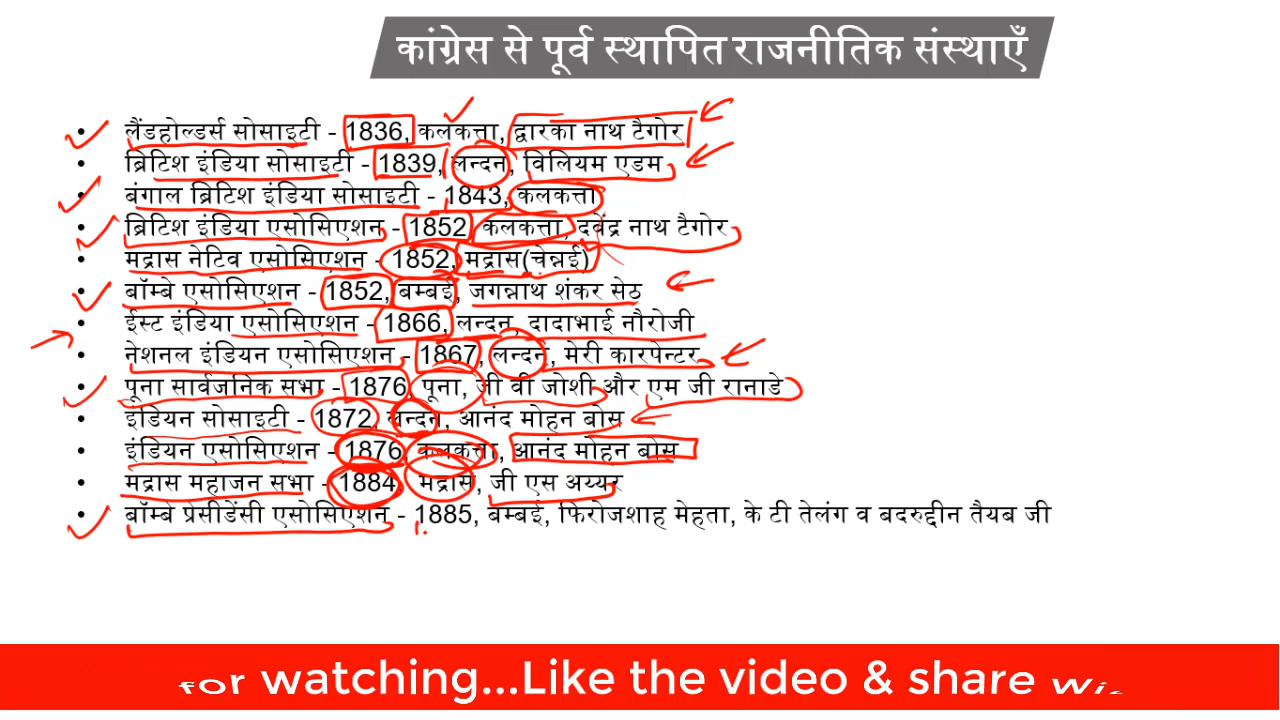 कांग्रेस से पूर्व स्थापित राजनीतिक संस्थाएँ
• लैंडहोल्डर्स सोसाइटी - 1836, कलकत्ता, द्वारका नाथ टैगोर
• ब्रिटिश इंडिया सोसाइटी - 1839, लन्दन, विलियम एडम
• बंगाल ब्रिटिश इंडिया सोसाइटी - 1843, कलकत्ता
• ब्रिटिश इंडिया एसोसिएशन - 1852, कलकत्ता, दवेंद्र नाथ टैगोर
• मद्रास नेटिव एसोसिएशन - 1852, मद्रास(चेन्नई)
• बॉम्बे एसोसिएशन - 1852, बम्बई, जगन्नाथ शंकर सेठ
• ईस्ट इंडिया एसोसिएशन - 1866, लन्दन, दादाभाई नौरोजी
• नेशनल इंडियन एसोसिएशन - 1867, लन्दन, मेरी कारपेन्टर
• पूना सार्वजनिक सभा - 1876, पूना, जी वी जोशी और एम जी रानाडे
• इंडियन सोसाइटी - 1872, लन्दन, आनंद मोहन बोस
• इंडियन एसोसिएशन - 1876, कलकत्ता, आनंद मोहन बोस
• मद्रास महाजन सभा - 1884, मद्रास, जी एस अय्यर
• बॉम्बे प्रेसीडेंसी एसोसिएशन - 1885, बम्बई, फिरोजशाह मेहता, के टी तेलंग व बदरुद्दीन तैयब जी
for watching...Like the video & share